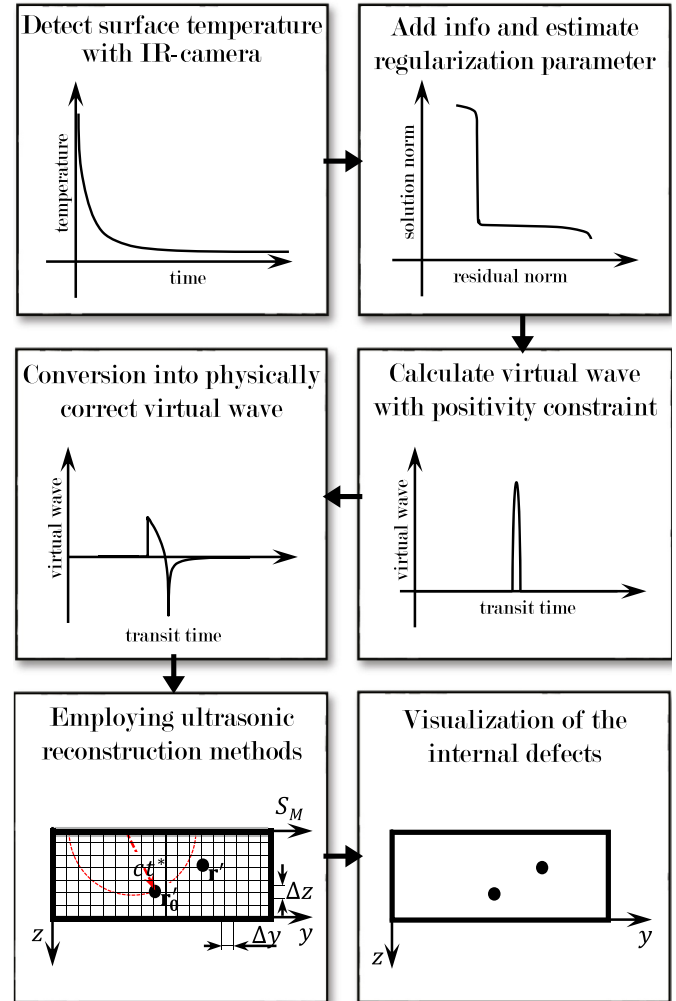 Detect surface temperature
with IR-camera
temperature
time
Add info and estimate
regularization parameter
solution norm
residual norm
Calculate virtual wave
with positivity constraint
virtual wave
transit time
Conversion into physically
correct virtual wave
virtual wave
transit time
Employing ultrasonic
reconstruction methods
S_M
ct*
r′
r′₀
Δz
Δy
y
z
Visualization of the
internal defects
y
z